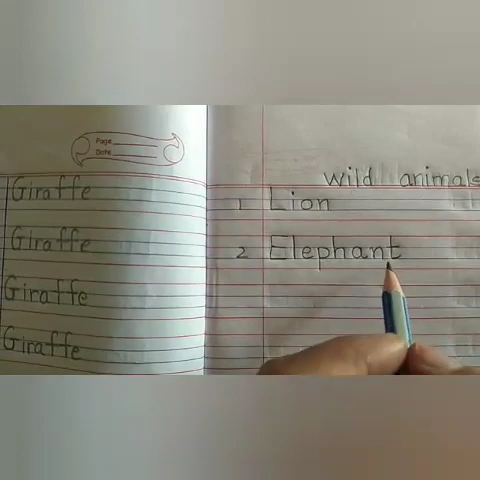 Page
Date
Giraffe
Giraffe
Giraffe
Giraffe
wild animals
1 Lion
2 Elephant